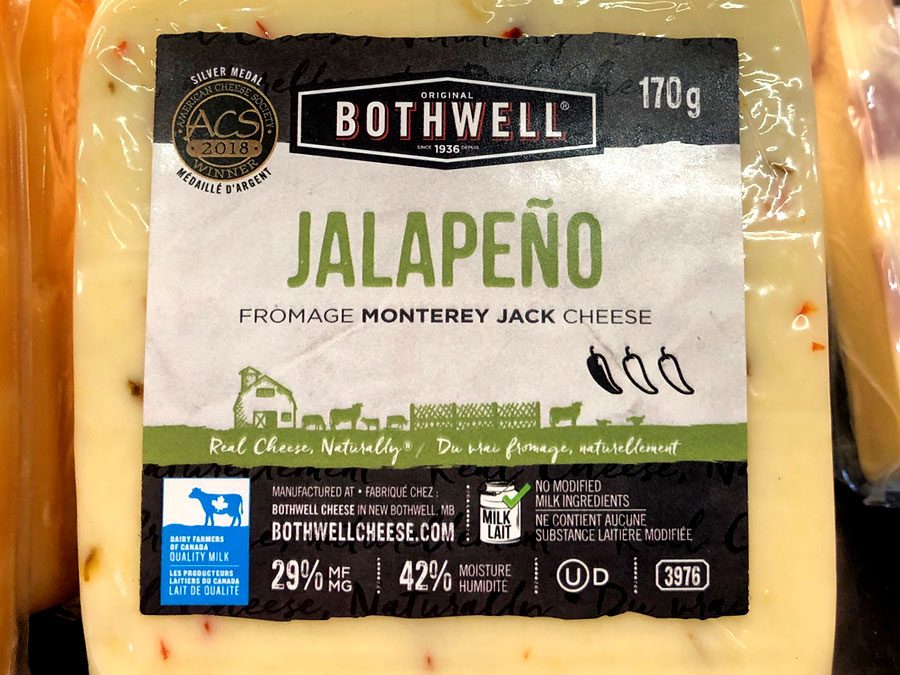 SILVER MEDAL
AMERICAN CHEESE SOCIETY
ACS
2018
WINNER
MÉDAILLÉ D'ARGENT
ORIGINAL
BOTHWELL®
SINCE 1936 DEPUIS
170g
JALAPEÑO
FROMAGE MONTEREY JACK CHEESE
Real Cheese, Naturally® / Du vrai fromage, naturellement
DAIRY FARMERS
OF CANADA
QUALITY MILK
LES PRODUCTEURS
LAITIERS DU CANADA
LAIT DE QUALITÉ
MANUFACTURED AT • FABRIQUÉ CHEZ :
BOTHWELL CHEESE IN NEW BOTHWELL, MB
BOTHWELLCHEESE.COM
MILK
LAIT
NO MODIFIED
MILK INGREDIENTS
NE CONTIENT AUCUNE
SUBSTANCE LAITIÈRE MODIFIÉE
29% MF
MG
42% MOISTURE
HUMIDITÉ
U D
3976